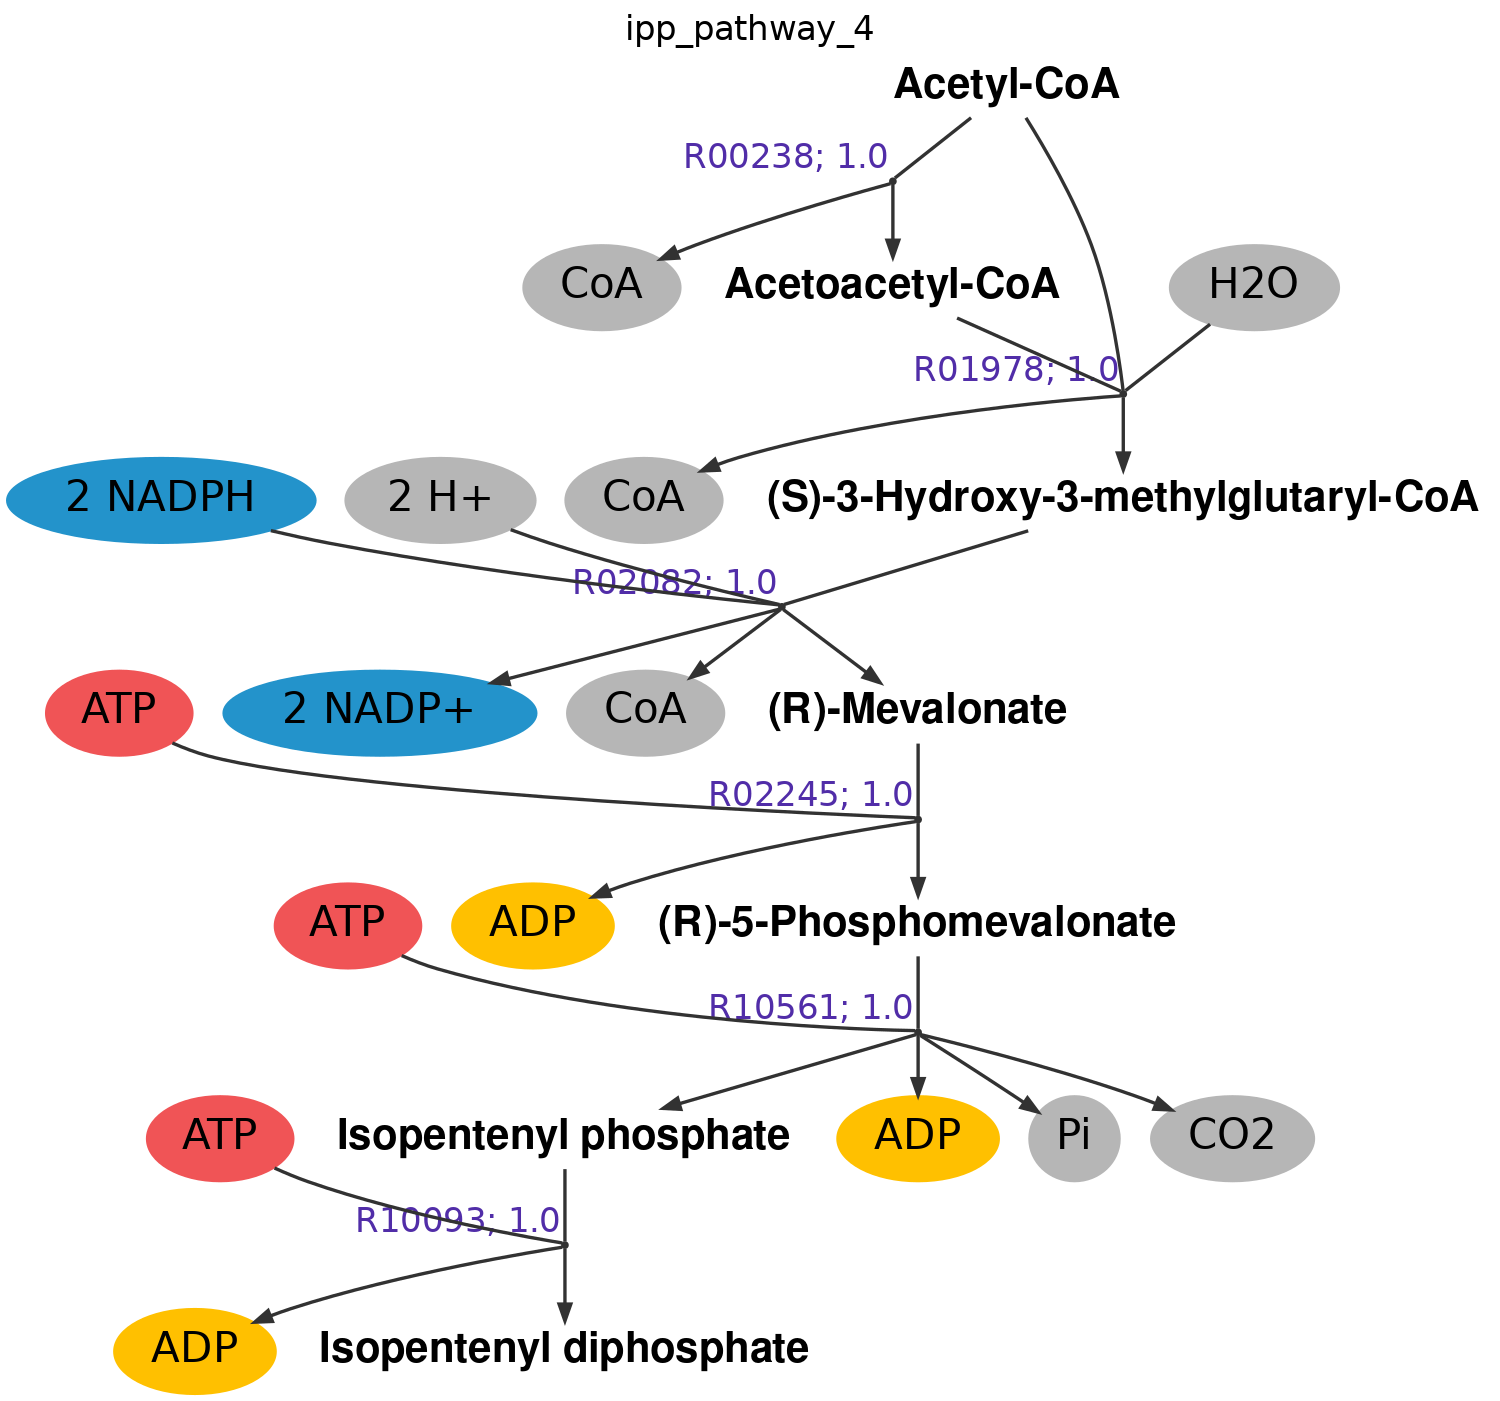 ipp_pathway_4
Acetyl-CoA
R00238; 1.0
CoA
Acetoacetyl-CoA
H2O
R01978; 1.0
2 NADPH
2 H+
CoA
(S)-3-Hydroxy-3-methylglutaryl-CoA
R02082; 1.0
ATP
2 NADP+
CoA
(R)-Mevalonate
R02245; 1.0
ATP
ADP
(R)-5-Phosphomevalonate
R10561; 1.0
ATP
Isopentenyl phosphate
ADP
Pi
CO2
R10093; 1.0
ADP
Isopentenyl diphosphate